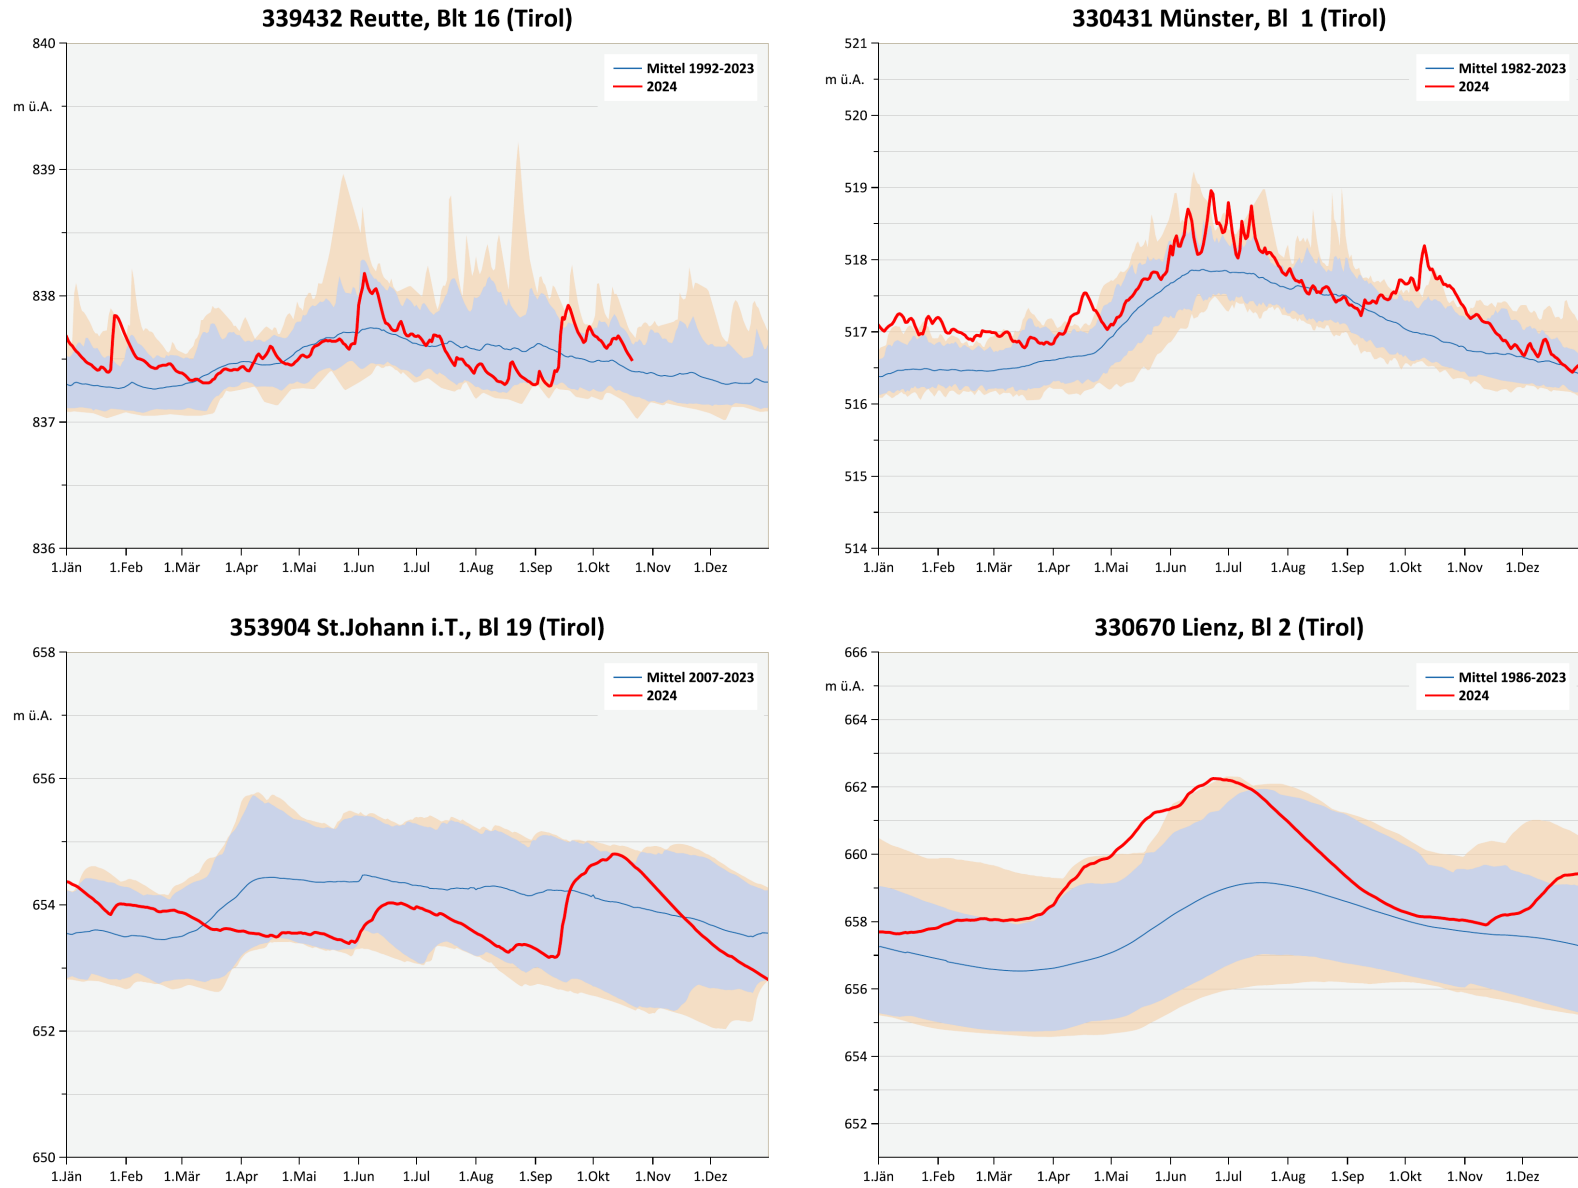 339432 Reutte, Blt 16 (Tirol)
840
m ü.A.
839
838
837
836
Mittel 1992-2023
2024
1.Jän 1.Feb 1.Mär 1.Apr 1.Mai 1.Jun 1.Jul 1.Aug 1.Sep 1.Okt 1.Nov 1.Dez
330431 Münster, Bl  1 (Tirol)
521
m ü.A.
520
519
518
517
516
515
514
Mittel 1982-2023
2024
1.Jän 1.Feb 1.Mär 1.Apr 1.Mai 1.Jun 1.Jul 1.Aug 1.Sep 1.Okt 1.Nov 1.Dez
353904 St.Johann i.T., Bl 19 (Tirol)
658
m ü.A.
656
654
652
650
Mittel 2007-2023
2024
1.Jän 1.Feb 1.Mär 1.Apr 1.Mai 1.Jun 1.Jul 1.Aug 1.Sep 1.Okt 1.Nov 1.Dez
330670 Lienz, Bl 2 (Tirol)
666
m ü.A.
664
662
660
658
656
654
652
Mittel 1986-2023
2024
1.Jän 1.Feb 1.Mär 1.Apr 1.Mai 1.Jun 1.Jul 1.Aug 1.Sep 1.Okt 1.Nov 1.Dez